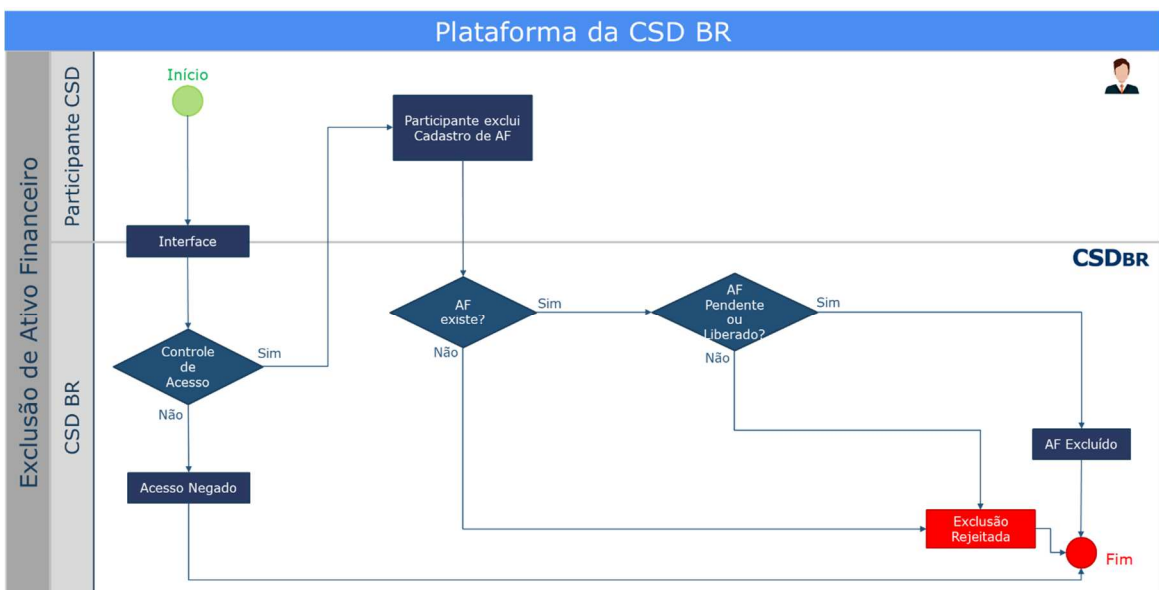 Plataforma da CSD BR
Exclusão de Ativo Financeiro
Participante CSD
Início
Participante exclui
Cadastro de AF
Interface
CSD BR
CSDBR
AF
existe?
Sim
Não
AF
Pendente
ou
Liberado?
Sim
Não
Controle
de
Acesso
Sim
Não
AF Excluído
Acesso Negado
Exclusão
Rejeitada
Fim